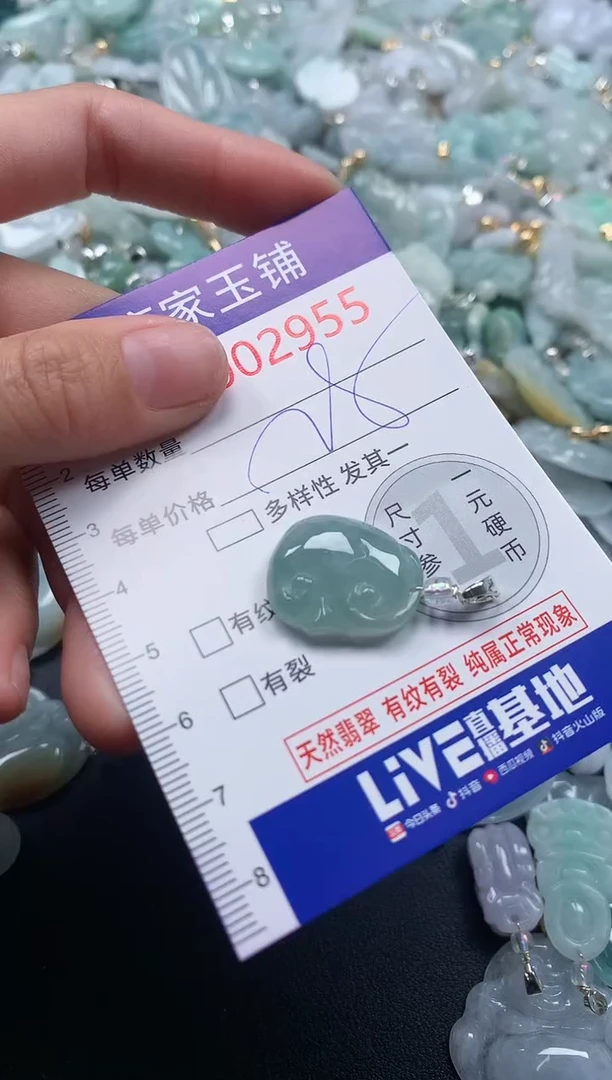 家玉铺
002955
每单数量
每单价格
多样性 发其一
尺寸参
1
一元硬币
有纹
有裂
天然翡翠 有纹有裂 纯属正常现象
LiVE直播基地
今日头条 抖音 西瓜视频 抖音火山版
2
3
4
5
6
7
8